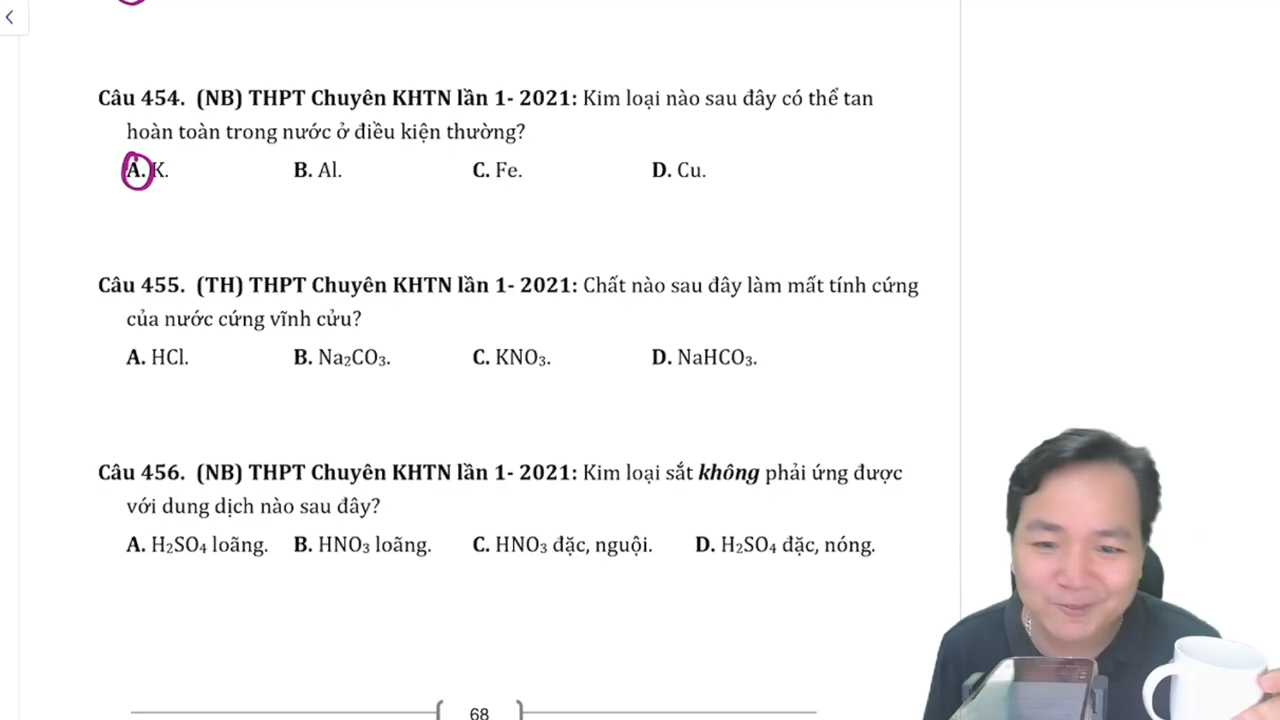 Câu 454. (NB) THPT Chuyên KHTN lần 1- 2021: Kim loại nào sau đây có thể tan
hoàn toàn trong nước ở điều kiện thường?
A. K. B. Al. C. Fe. D. Cu.
Câu 455. (TH) THPT Chuyên KHTN lần 1- 2021: Chất nào sau đây làm mất tính cứng
của nước cứng vĩnh cửu?
A. HCl. B. Na₂CO₃. C. KNO₃. D. NaHCO₃.
Câu 456. (NB) THPT Chuyên KHTN lần 1- 2021: Kim loại sắt không phải ứng được
với dung dịch nào sau đây?
A. H₂SO₄ loãng. B. HNO₃ loãng. C. HNO₃ đặc, nguội. D. H₂SO₄ đặc, nóng.
68